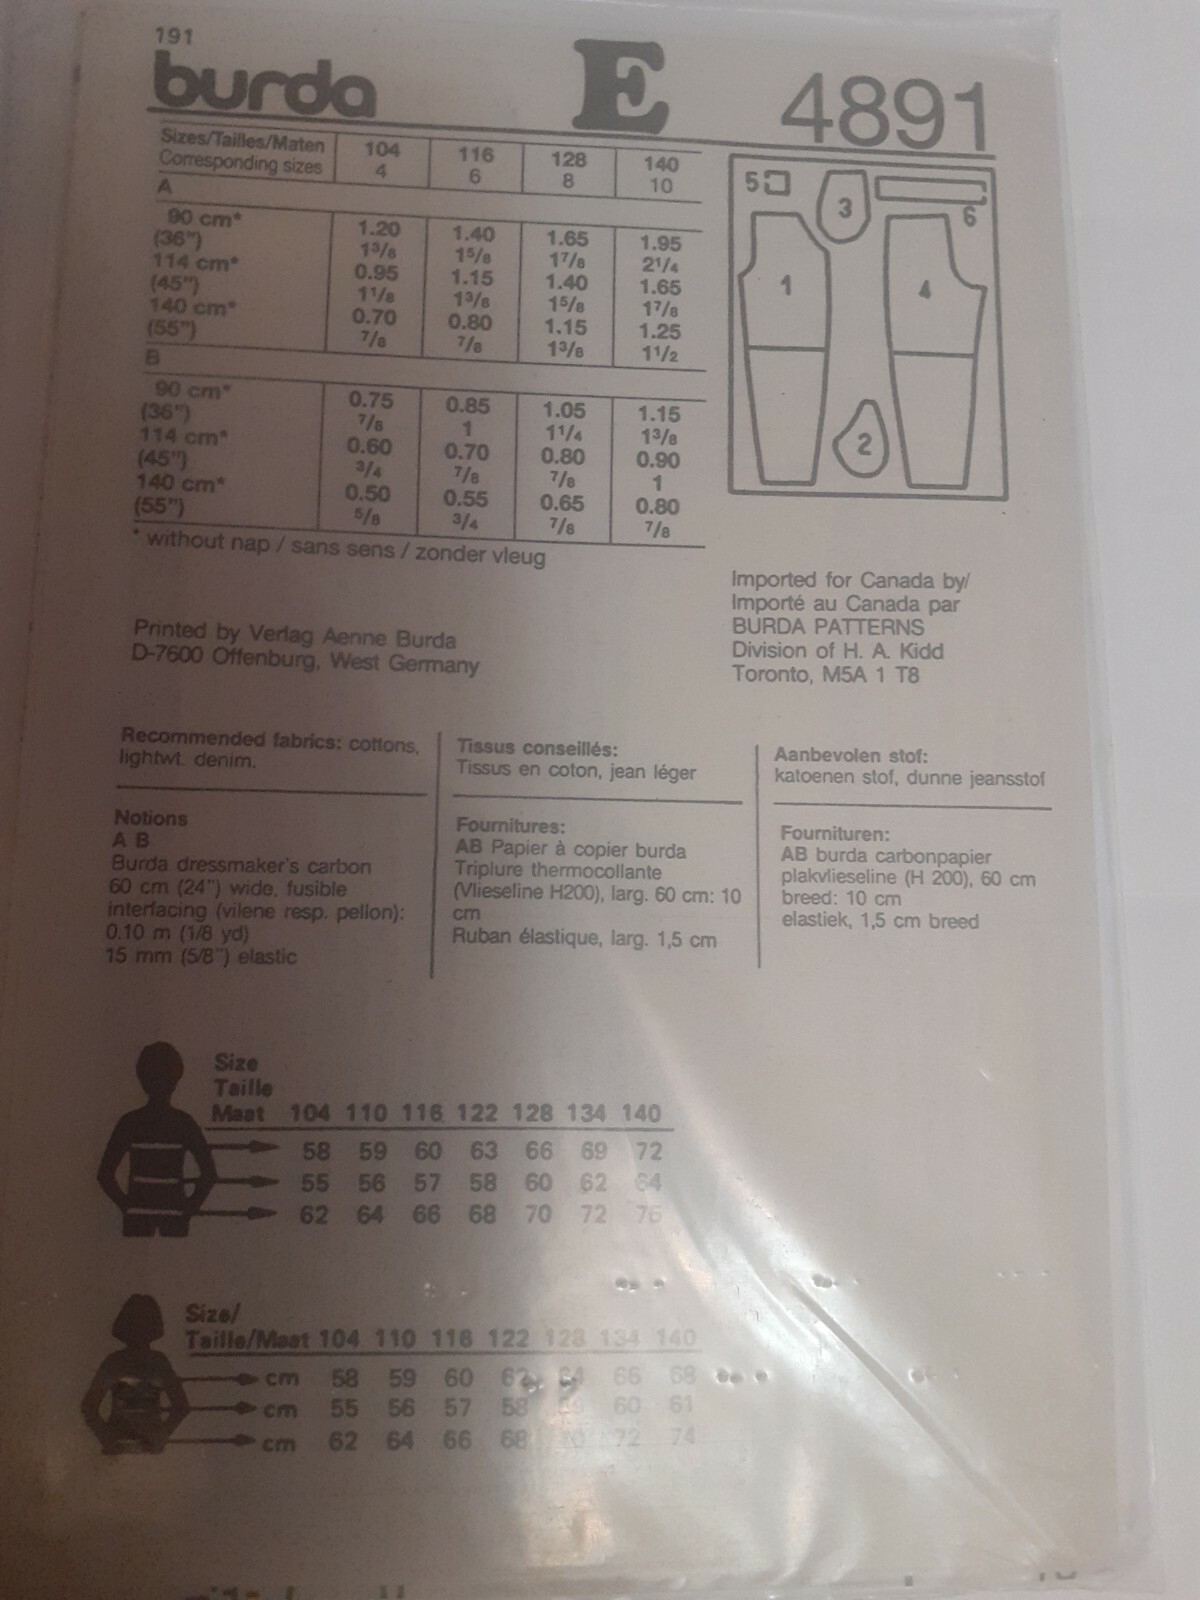 191
burda E 4891
Sizes/Tailles/Maten 104 116 128 140
Corresponding sizes 4 6 8 10
A
90 cm* 1.20 1.40 1.65 1.95
(36") 1 3/8 1 5/8 1 7/8 2 1/4
114 cm* 0.95 1.15 1.40 1.65
(45") 1 1/8 1 3/8 1 5/8 1 7/8
140 cm* 0.70 0.80 1.15 1.25
(55") 7/8 7/8 1 3/8 1 1/2
B
90 cm* 0.75 0.85 1.05 1.15
(36") 7/8 1 1 1/4 1 3/8
114 cm* 0.60 0.70 0.80 0.90
(45") 3/4 7/8 7/8 1
140 cm* 0.50 0.55 0.65 0.80
(55") 5/8 3/4 7/8 7/8
* without nap / sans sens / zonder vleug
5 3 6
1 4
2
Printed by Verlag Aenne Burda
D-7600 Offenburg, West Germany
Imported for Canada by/
Importé au Canada par
BURDA PATTERNS
Division of H. A. Kidd
Toronto, M5A 1 T8
Recommended fabrics: cottons,
lightwt. denim.
Notions
A B
Burda dressmaker's carbon
60 cm (24") wide, fusible
interfacing (vilene resp. pellon):
0.10 m (1/8 yd)
15 mm (5/8") elastic
Tissus conseillés:
Tissus en coton, jean léger
Fournitures:
AB Papier à copier burda
Triplure thermocollante
(Vlieseline H200), larg. 60 cm: 10
cm
Ruban élastique, larg. 1,5 cm
Aanbevolen stof:
katoenen stof, dunne jeansstof
Fournituren:
AB burda carbonpapier
plakvlieseline (H 200), 60 cm
breed: 10 cm
elastiek, 1,5 cm breed
Size
Taille
Maat 104 110 116 122 128 134 140
58 59 60 63 66 69 72
55 56 57 58 60 62 64
62 64 66 68 70 72 76
Size/
Taille/Maat 104 110 116 122 128 134 140
cm 58 59 60 62 64 66 68
cm 55 56 57 58 60 61
cm 62 64 66 68 70 72 74